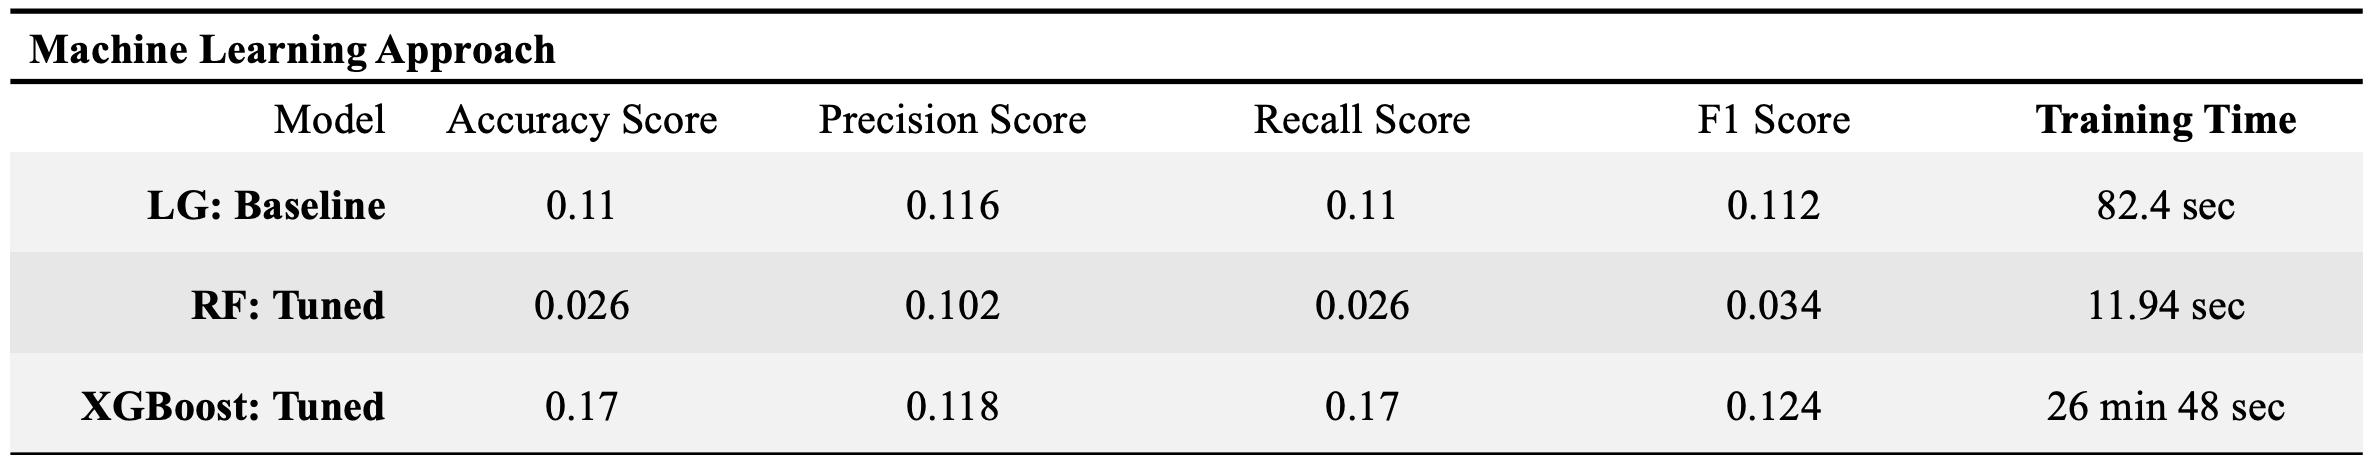 Machine Learning Approach
Model Accuracy Score Precision Score Recall Score F1 Score Training Time
LG: Baseline 0.11 0.116 0.11 0.112 82.4 sec
RF: Tuned 0.026 0.102 0.026 0.034 11.94 sec
XGBoost: Tuned 0.17 0.118 0.17 0.124 26 min 48 sec